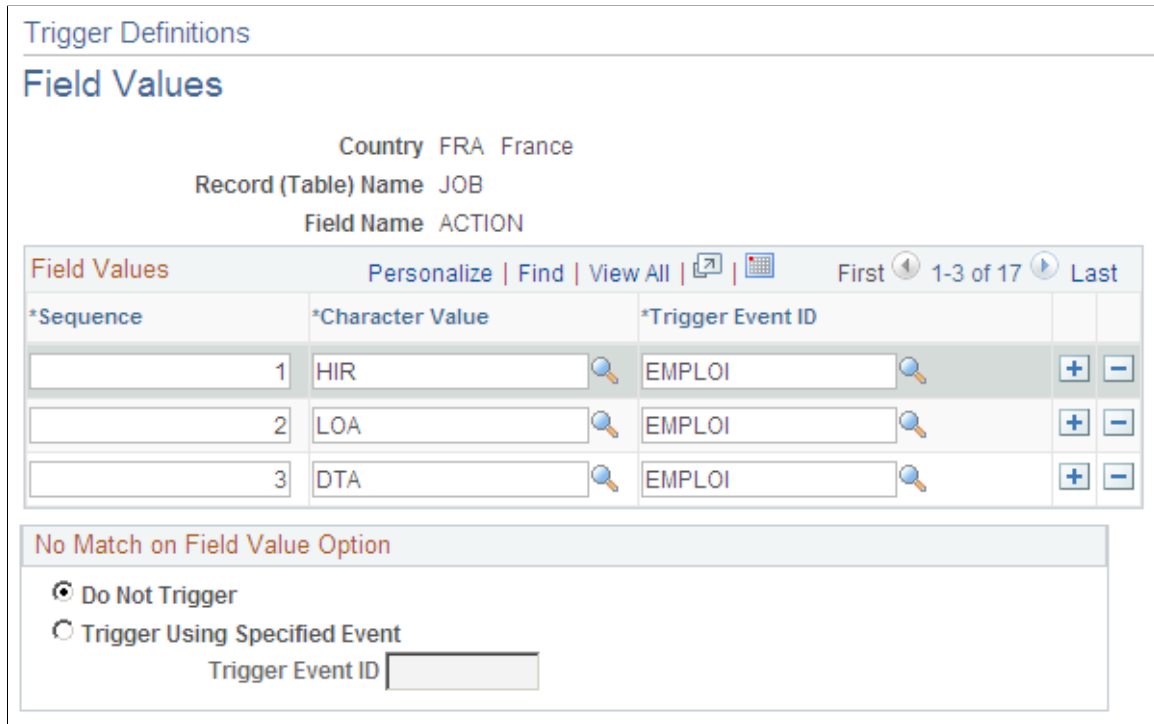 Trigger Definitions
Field Values
Country FRA France
Record (Table) Name JOB
Field Name ACTION
Field Values Personalize | Find | View All | | First 1-3 of 17 Last
*Sequence *Character Value *Trigger Event ID
1 HIR EMPLOI
2 LOA EMPLOI
3 DTA EMPLOI
No Match on Field Value Option
Do Not Trigger
Trigger Using Specified Event
Trigger Event ID